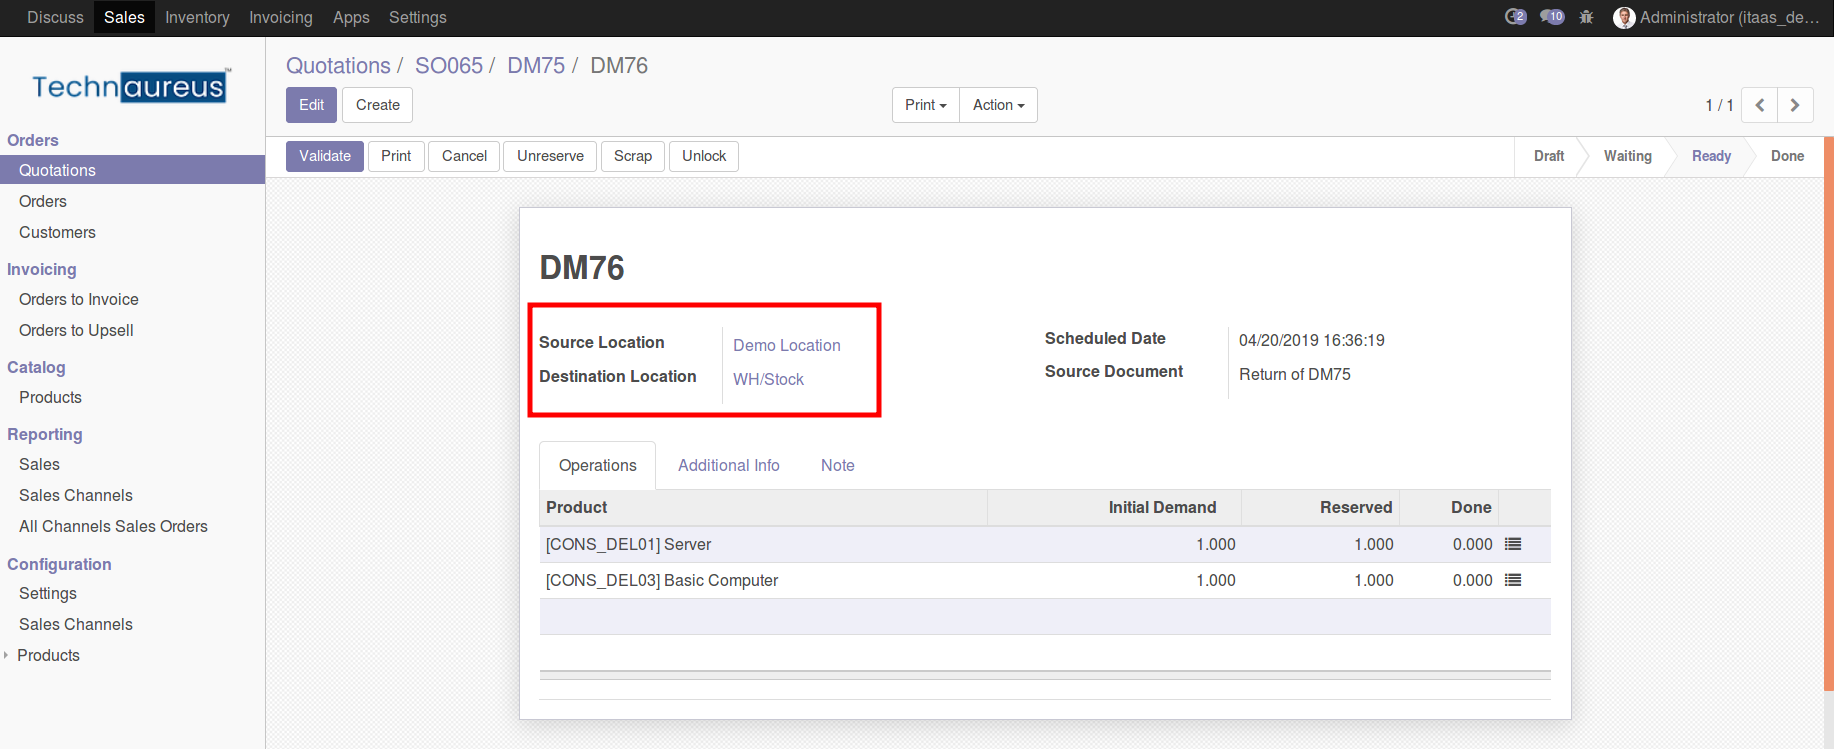 Discuss Sales Inventory Invoicing Apps Settings 2 10 Administrator (itaas_de...
Technaureus™
Quotations / SO065 / DM75 / DM76
Edit Create Print Action 1 / 1
Validate Print Cancel Unreserve Scrap Unlock Draft Waiting Ready Done
Orders
Quotations
Orders
Customers
Invoicing
Orders to Invoice
Orders to Upsell
Catalog
Products
Reporting
Sales
Sales Channels
All Channels Sales Orders
Configuration
Settings
Sales Channels
Products
DM76
Source Location Demo Location
Destination Location WH/Stock
Scheduled Date 04/20/2019 16:36:19
Source Document Return of DM75
Operations Additional Info Note
Product Initial Demand Reserved Done
[CONS_DEL01] Server 1.000 1.000 0.000
[CONS_DEL03] Basic Computer 1.000 1.000 0.000